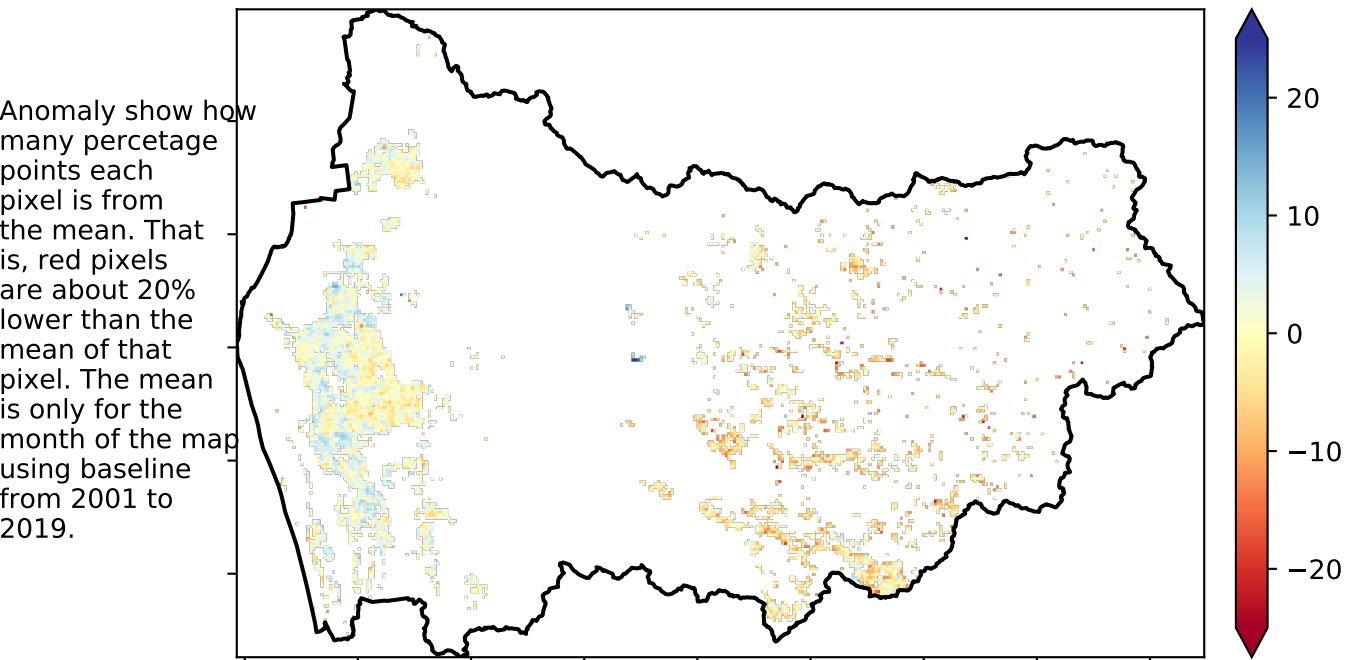 Anomaly show how
many percetage
points each
pixel is from
the mean. That
is, red pixels
are about 20%
lower than the
mean of that
pixel. The mean
is only for the
month of the map
using baseline
from 2001 to
2019.
20
10
0
−10
−20